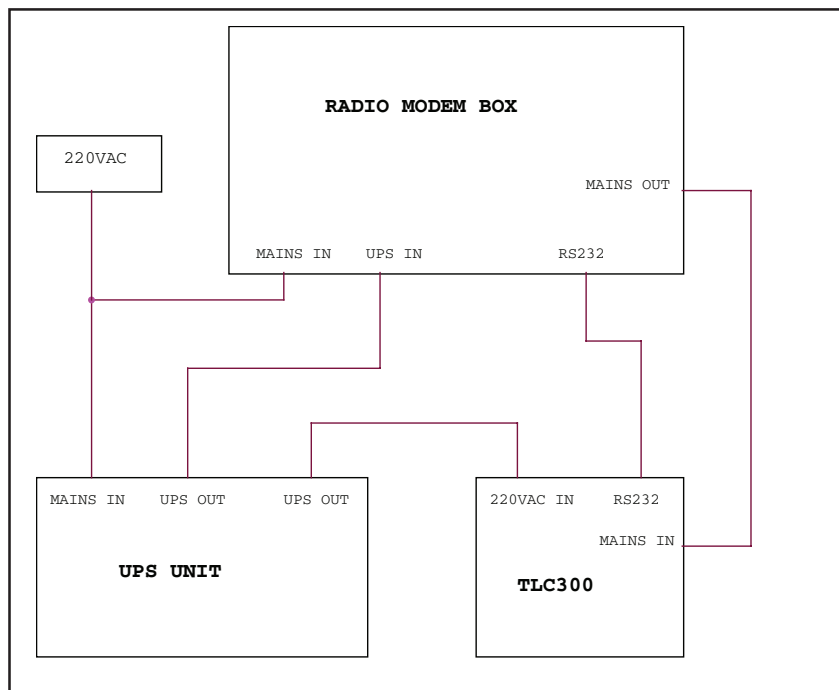 RADIO MODEM BOX
220VAC
MAINS OUT
MAINS IN UPS IN RS232
MAINS IN UPS OUT UPS OUT
220VAC IN RS232
MAINS IN
UPS UNIT
TLC300